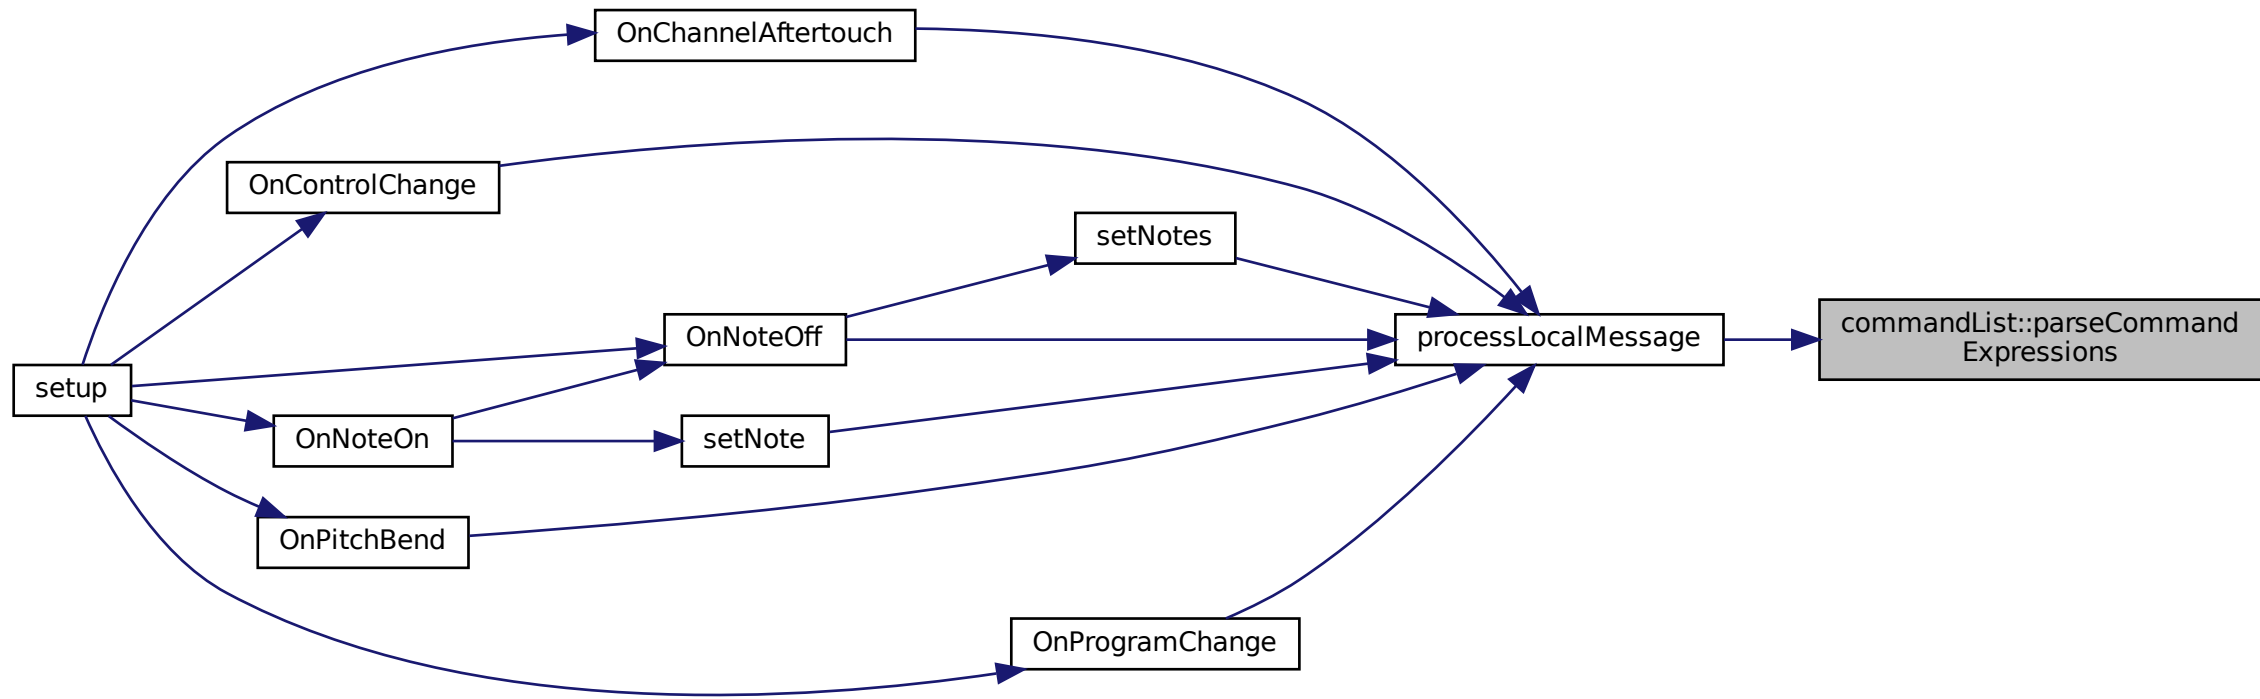 OnChannelAftertouch
OnControlChange
setNotes
commandList::parseCommand
Expressions
OnNoteOff
processLocalMessage
setup
OnNoteOn
setNote
OnPitchBend
OnProgramChange